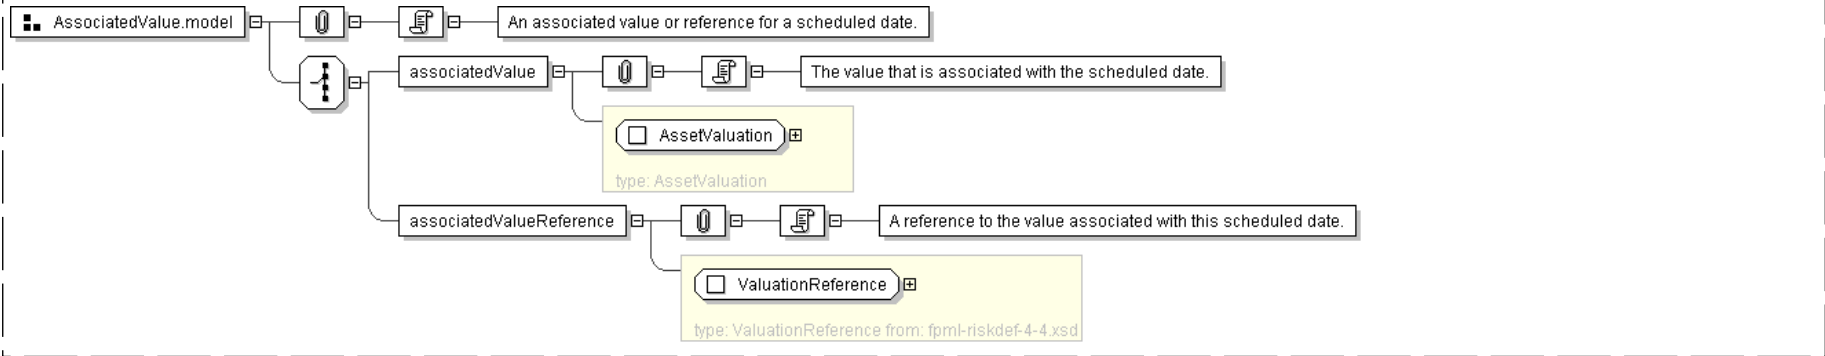 AssociatedValue.model
An associated value or reference for a scheduled date.
associatedValue
The value that is associated with the scheduled date.
AssetValuation
type: AssetValuation
associatedValueReference
A reference to the value associated with this scheduled date.
ValuationReference
type: ValuationReference from: fpml-riskdef-4-4.xsd